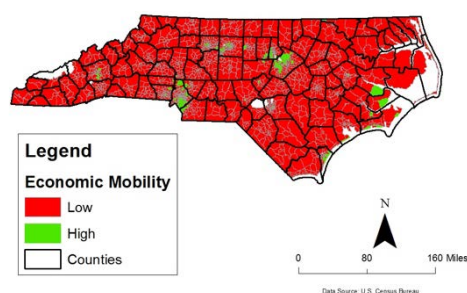 Legend
Economic Mobility
Low
High
Counties
N
0 80 160 Miles
Data Source: U.S. Census Bureau